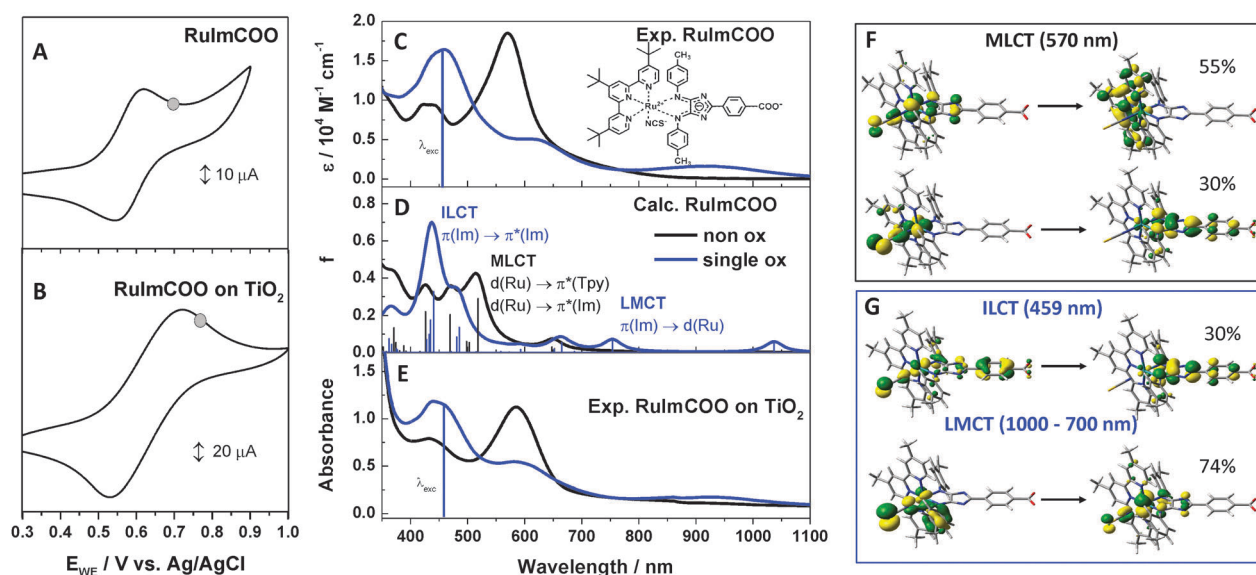 A
RuImCOO
10 µA
B
RuImCOO on TiO2
20 µA
0.3 0.4 0.5 0.6 0.7 0.8 0.9 1.0
EWE / V vs. Ag/AgCl
C
Exp. RuImCOO
2.0
1.5
1.0
0.5
0.0
ε / 10⁴ M⁻¹ cm⁻¹
λexc
CH3
N
N
N
Ru
NCS⁻
N
N
N
N
COO⁻
CH3
D
Calc. RuImCOO
0.8
0.6
0.4
0.2
0.0
f
ILCT
π(Im) → π*(Im)
MLCT
d(Ru) → π*(Tpy)
d(Ru) → π*(Im)
non ox
single ox
LMCT
π(Im) → d(Ru)
E
Exp. RuImCOO on TiO2
1.5
1.0
0.5
0.0
Absorbance
λexc
400 500 600 700 800 900 1000 1100
Wavelength / nm
F
MLCT (570 nm)
55%
30%
G
ILCT (459 nm)
30%
LMCT (1000 - 700 nm)
74%